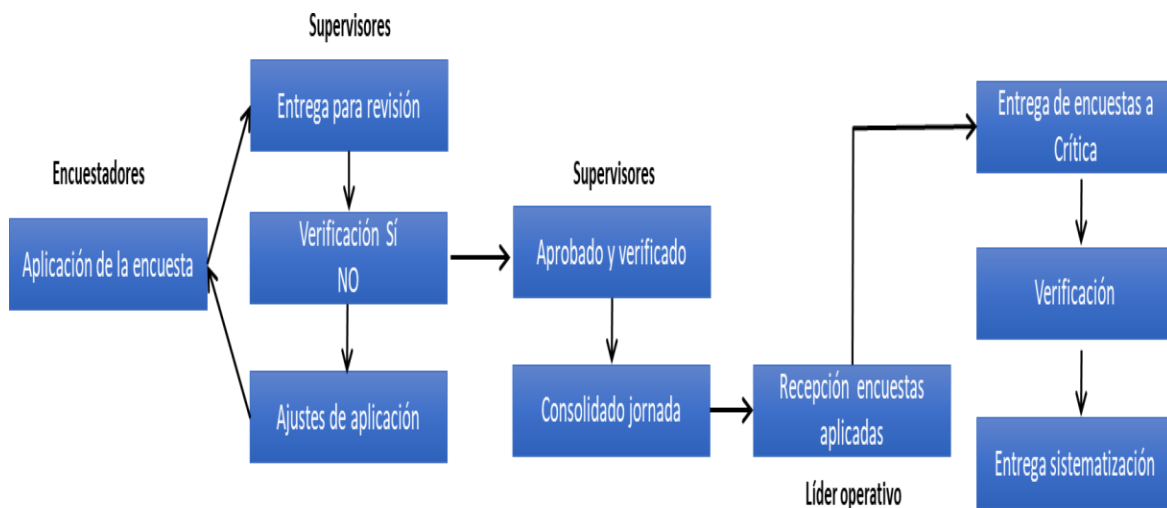 Encuestadores
Aplicación de la encuesta
Supervisores
Entrega para revisión
Verificación Sí
NO
Ajustes de aplicación
Supervisores
Aprobado y verificado
Consolidado jornada
Recepción encuestas
aplicadas
Líder operativo
Entrega de encuestas a
Crítica
Verificación
Entrega sistematización